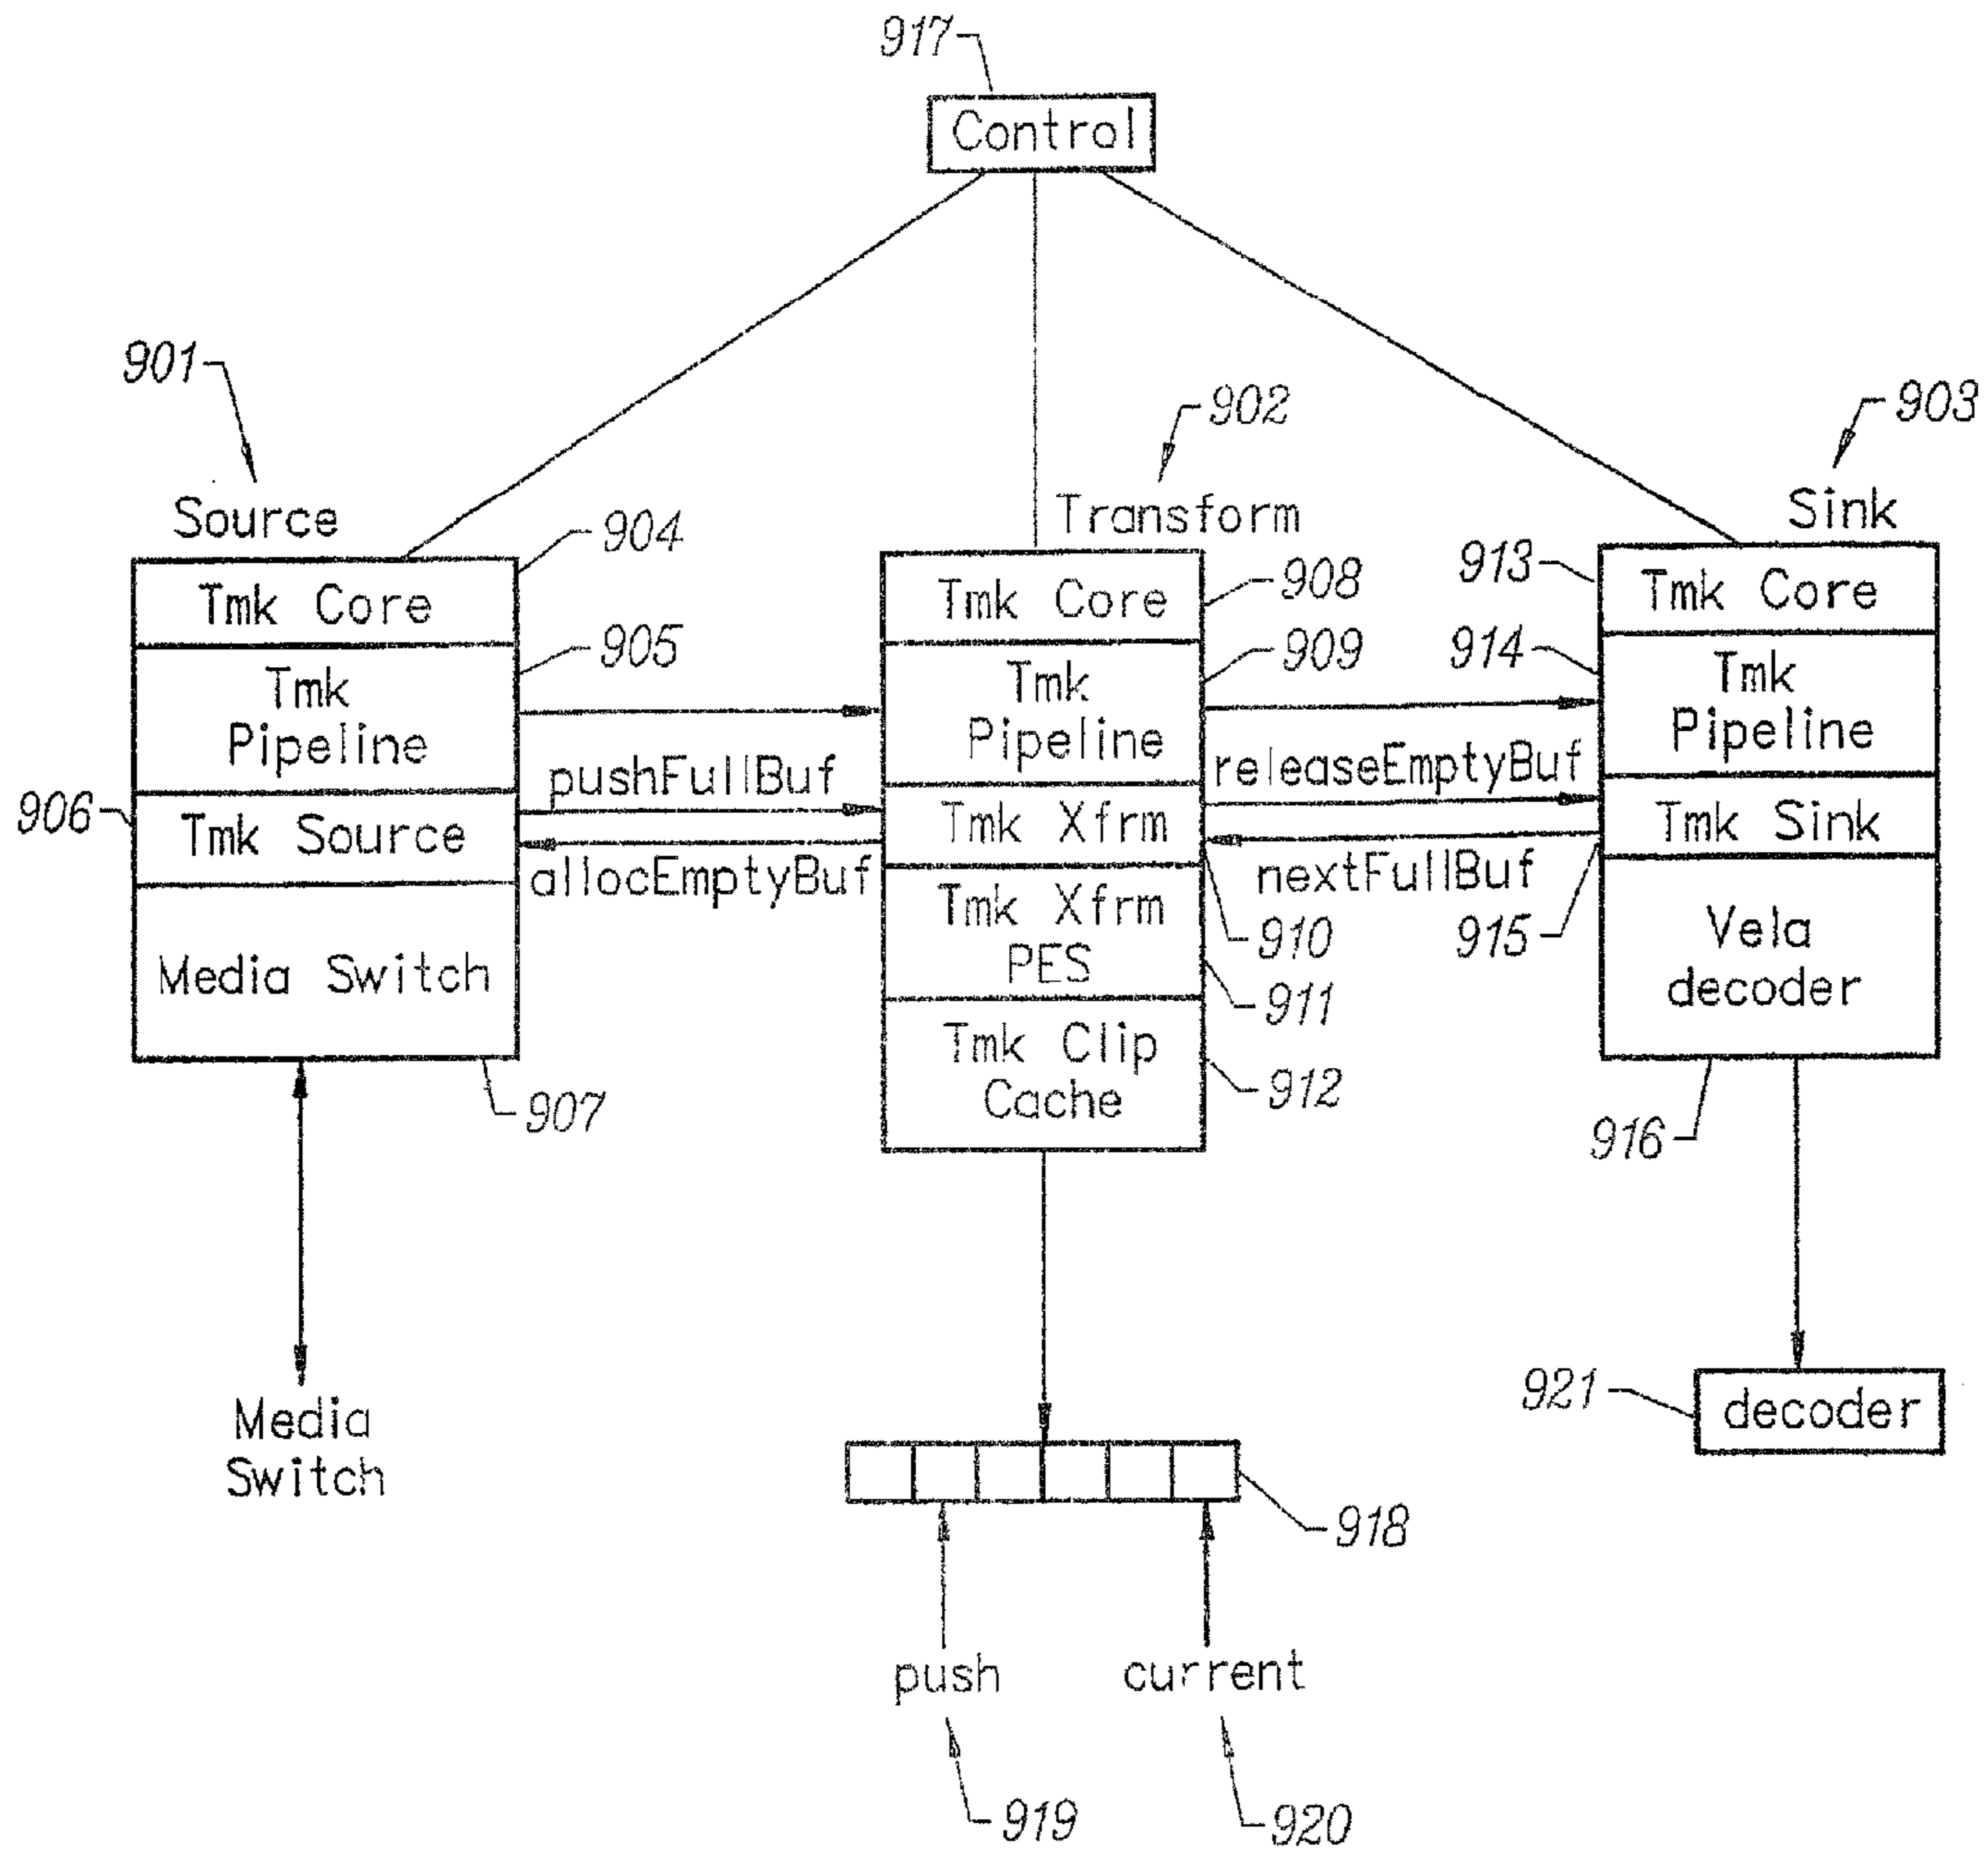 917
Control
901
902
903
Source
Transform
Sink
904
Tmk Core
905
Tmk
Pipeline
906
Tmk Source
Media Switch
907
Media
Switch
pushFullBuf
allocEmptyBuf
908
Tmk Core
909
Tmk
Pipeline
Tmk Xfrm
910
Tmk Xfrm
PES
911
Tmk Clip
Cache
912
releaseEmptyBuf
nextFullBuf
913
Tmk Core
914
Tmk
Pipeline
Tmk Sink
915
Vela
decoder
916
921
decoder
918
push
current
919
920